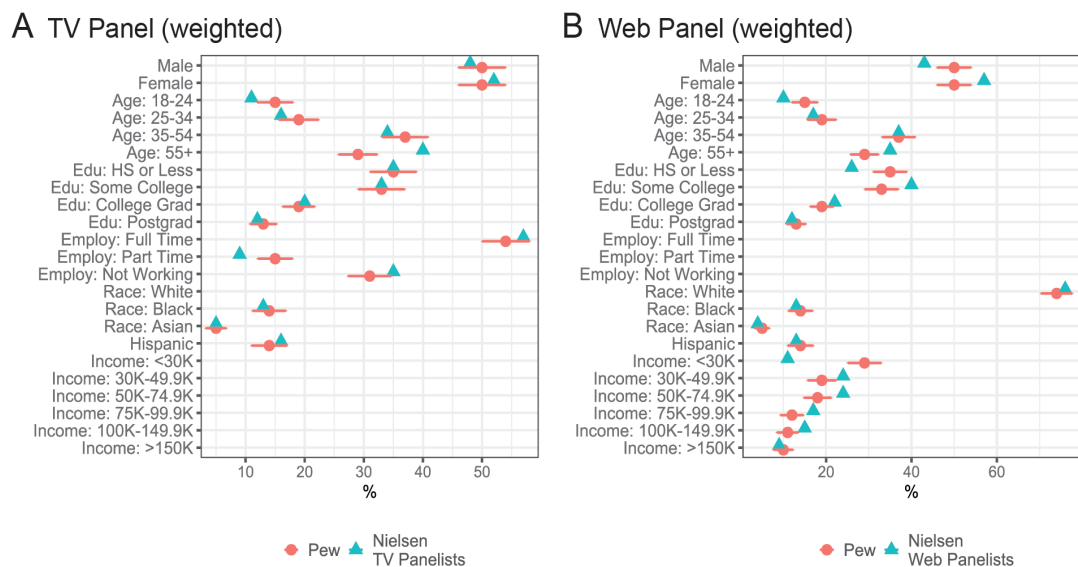 A TV Panel (weighted)
Male
Female
Age: 18-24
Age: 25-34
Age: 35-54
Age: 55+
Edu: HS or Less
Edu: Some College
Edu: College Grad
Edu: Postgrad
Employ: Full Time
Employ: Part Time
Employ: Not Working
Race: White
Race: Black
Race: Asian
Hispanic
Income: <30K
Income: 30K-49.9K
Income: 50K-74.9K
Income: 75K-99.9K
Income: 100K-149.9K
Income: >150K
10 20 30 40 50
%
Pew Nielsen
TV Panelists
B Web Panel (weighted)
Male
Female
Age: 18-24
Age: 25-34
Age: 35-54
Age: 55+
Edu: HS or Less
Edu: Some College
Edu: College Grad
Edu: Postgrad
Employ: Full Time
Employ: Part Time
Employ: Not Working
Race: White
Race: Black
Race: Asian
Hispanic
Income: <30K
Income: 30K-49.9K
Income: 50K-74.9K
Income: 75K-99.9K
Income: 100K-149.9K
Income: >150K
20 40 60
%
Pew Nielsen
Web Panelists